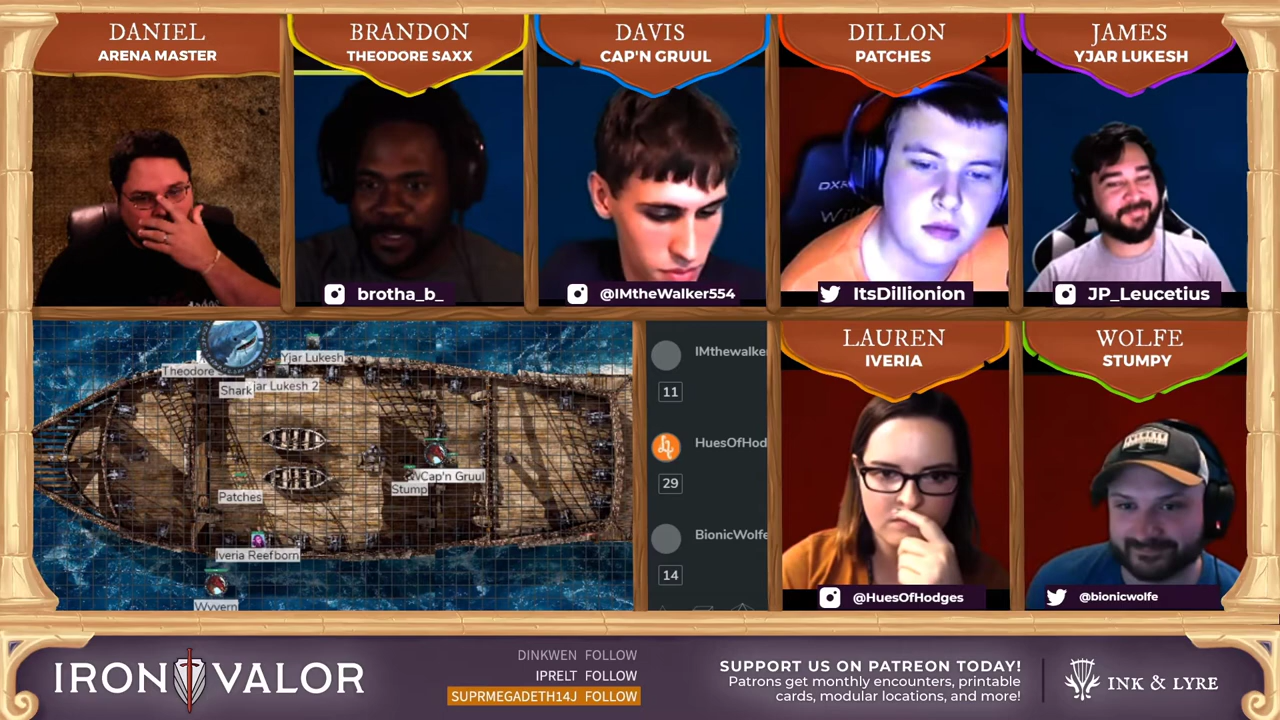 DANIEL
ARENA MASTER
BRANDON
THEODORE SAXX
DAVIS
CAP'N GRUUL
DILLON
PATCHES
JAMES
YJAR LUKESH
brotha_b_
@IMtheWalker554
ItsDillionion
JP_Leucetius
Yjar Lukesh
Theodore S
Shark
jar Lukesh 2
Cap'n Gruul
Stump
Patches
Iveria Reefborn
Wyvern
IMthewalke
11
HuesOfHod
29
BionicWolfe
14
LAUREN
IVERIA
WOLFE
STUMPY
@HuesOfHodges
@bionicwolfe
IRON VALOR
DINKWEN FOLLOW
IPRELT FOLLOW
SUPRMEGADETH14J FOLLOW
SUPPORT US ON PATREON TODAY!
Patrons get monthly encounters, printable
cards, modular locations, and more!
INK & LYRE